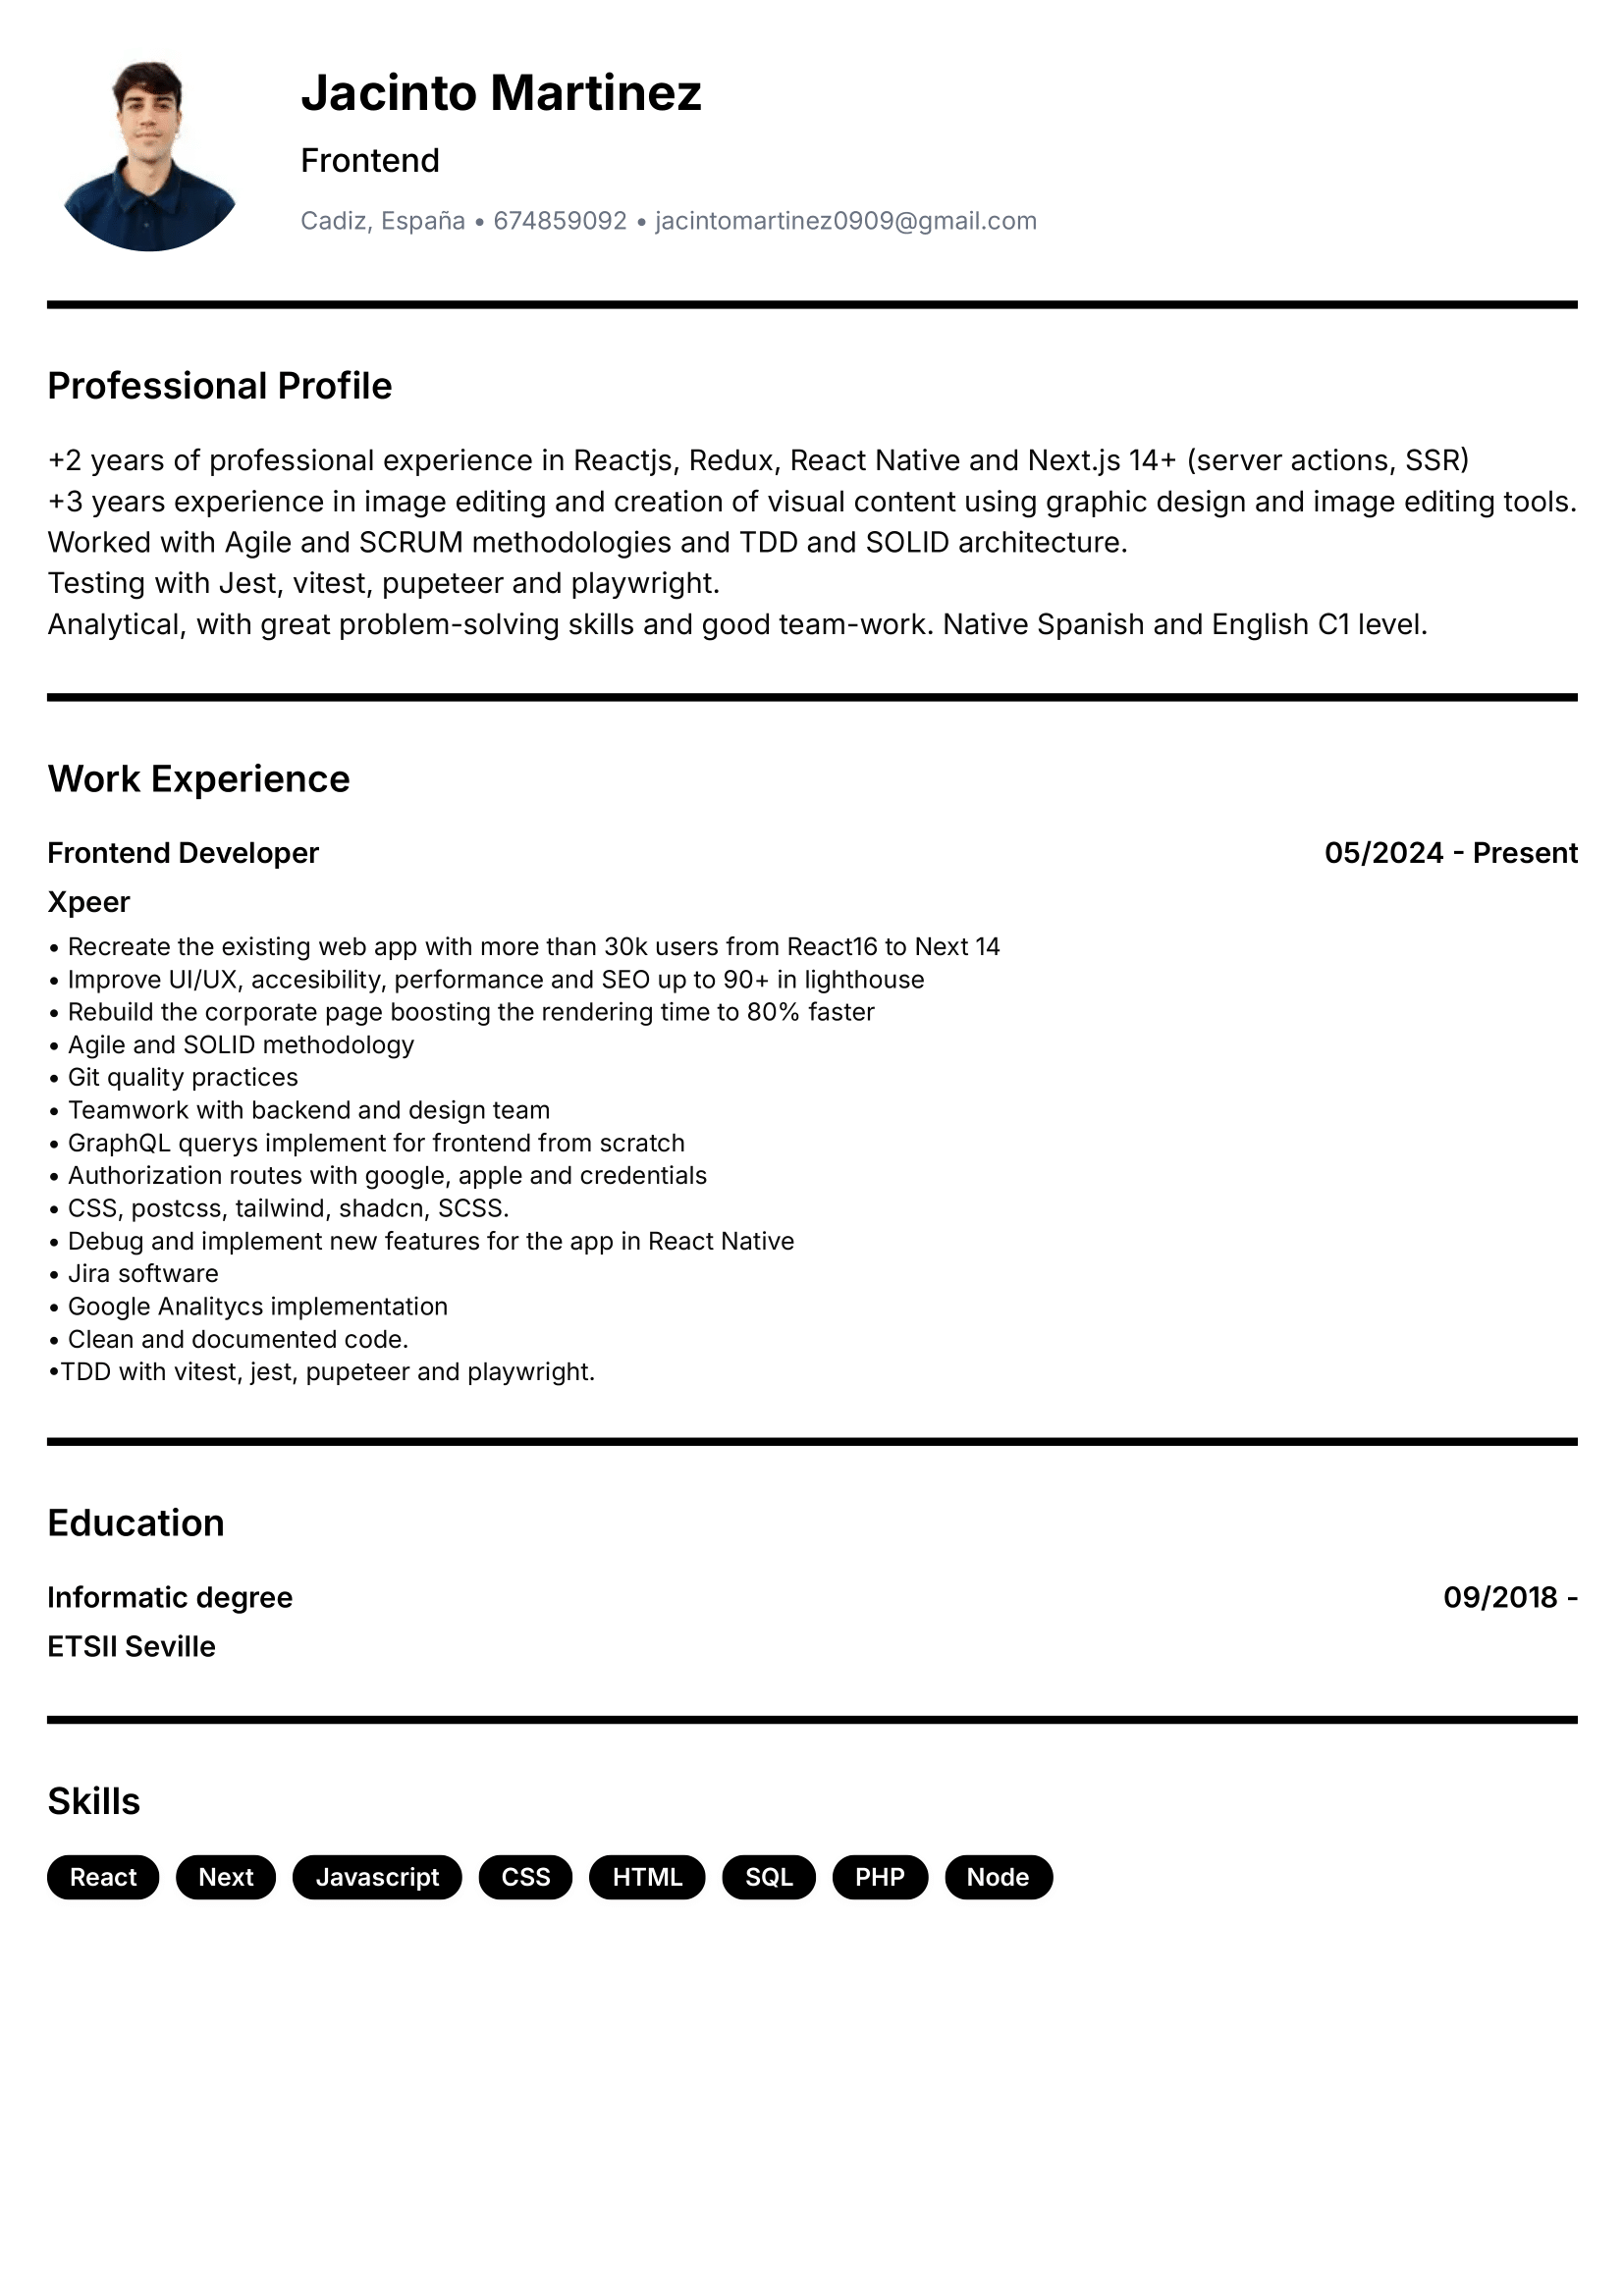 Jacinto Martinez
Frontend
Cadiz, España • 674859092 • jacintomartinez0909@gmail.com
Professional Profile
+2 years of professional experience in Reactjs, Redux, React Native and Next.js 14+ (server actions, SSR)
+3 years experience in image editing and creation of visual content using graphic design and image editing tools.
Worked with Agile and SCRUM methodologies and TDD and SOLID architecture.
Testing with Jest, vitest, pupeteer and playwright.
Analytical, with great problem-solving skills and good team-work. Native Spanish and English C1 level.
Work Experience
Frontend Developer 05/2024 - Present
Xpeer
• Recreate the existing web app with more than 30k users from React16 to Next 14
• Improve UI/UX, accesibility, performance and SEO up to 90+ in lighthouse
• Rebuild the corporate page boosting the rendering time to 80% faster
• Agile and SOLID methodology
• Git quality practices
• Teamwork with backend and design team
• GraphQL querys implement for frontend from scratch
• Authorization routes with google, apple and credentials
• CSS, postcss, tailwind, shadcn, SCSS.
• Debug and implement new features for the app in React Native
• Jira software
• Google Analitycs implementation
• Clean and documented code.
•TDD with vitest, jest, pupeteer and playwright.
Education
Informatic degree 09/2018 -
ETSII Seville
Skills
React Next Javascript CSS HTML SQL PHP Node